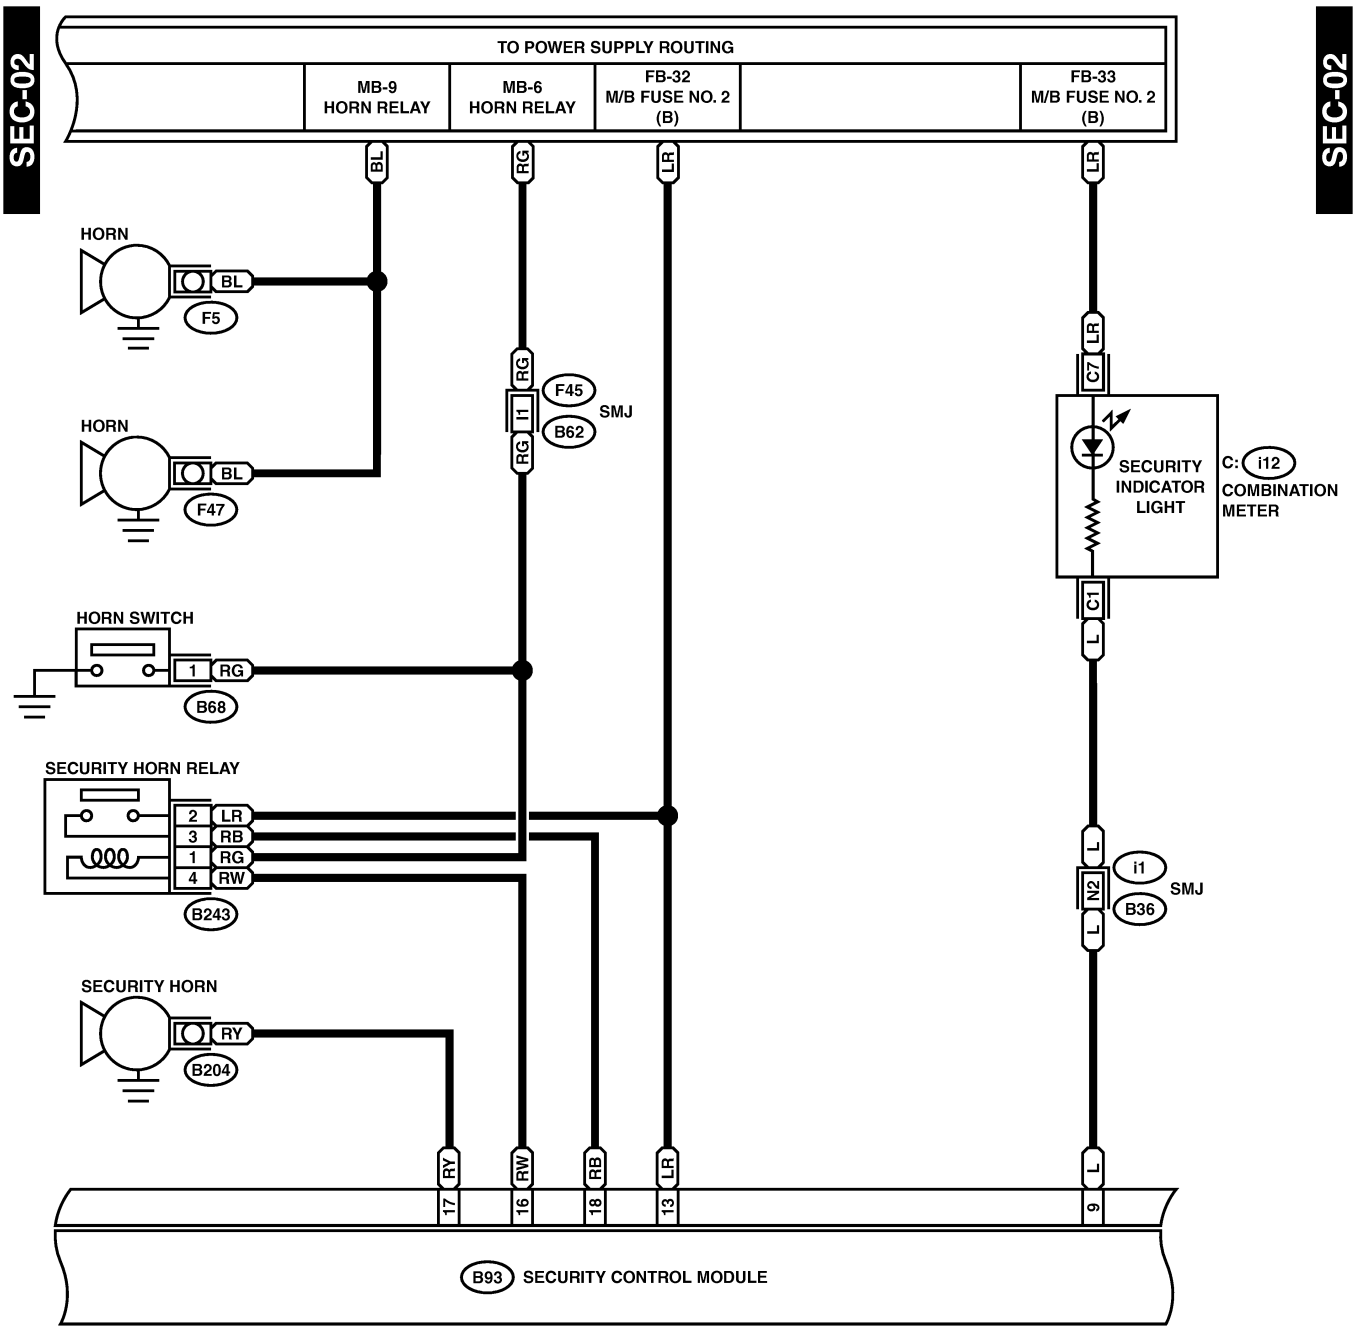 SEC-02
SEC-02
TO POWER SUPPLY ROUTING
MB-9
HORN RELAY
MB-6
HORN RELAY
FB-32
M/B FUSE NO. 2
(B)
FB-33
M/B FUSE NO. 2
(B)
BL
RG
LR
LR
HORN
BL
F5
LR
RG
F45
I1
SMJ
B62
RG
C7
HORN
BL
F47
SECURITY
INDICATOR
LIGHT
C: i12
COMBINATION
METER
C1
L
HORN SWITCH
1 RG
B68
SECURITY HORN RELAY
2 LR
3 RB
1 RG
4 RW
B243
L
i1
N2
SMJ
B36
L
SECURITY HORN
RY
B204
RY
RW
RB
LR
L
17
16
18
13
9
B93 SECURITY CONTROL MODULE